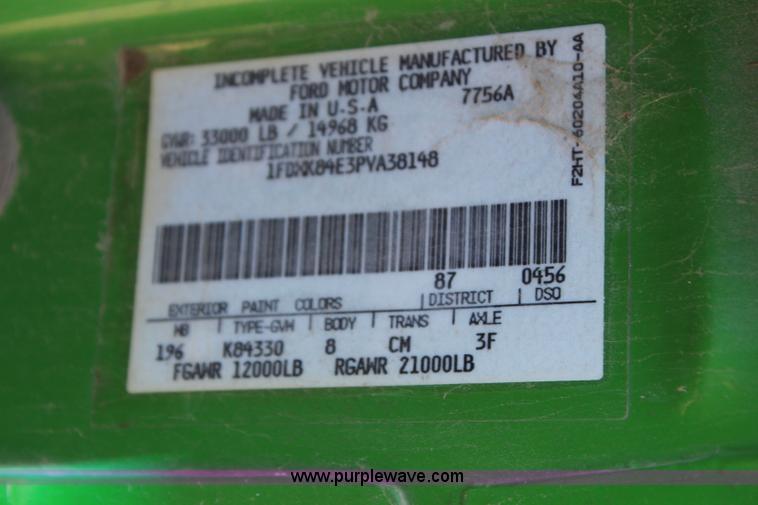 INCOMPLETE VEHICLE MANUFACTURED BY
FORD MOTOR COMPANY
MADE IN U.S.A 7756A
GVWR: 33000 LB / 14968 KG
VEHICLE IDENTIFICATION NUMBER
1FDXK84E3PVA38148
F2HT-60204A10-AA
87 0456
EXTERIOR PAINT COLORS DISTRICT DSO
WB TYPE-GVW BODY TRANS AXLE
196 K84330 8 CM 3F
FGAWR 12000LB RGAWR 21000LB
www.purplewave.com